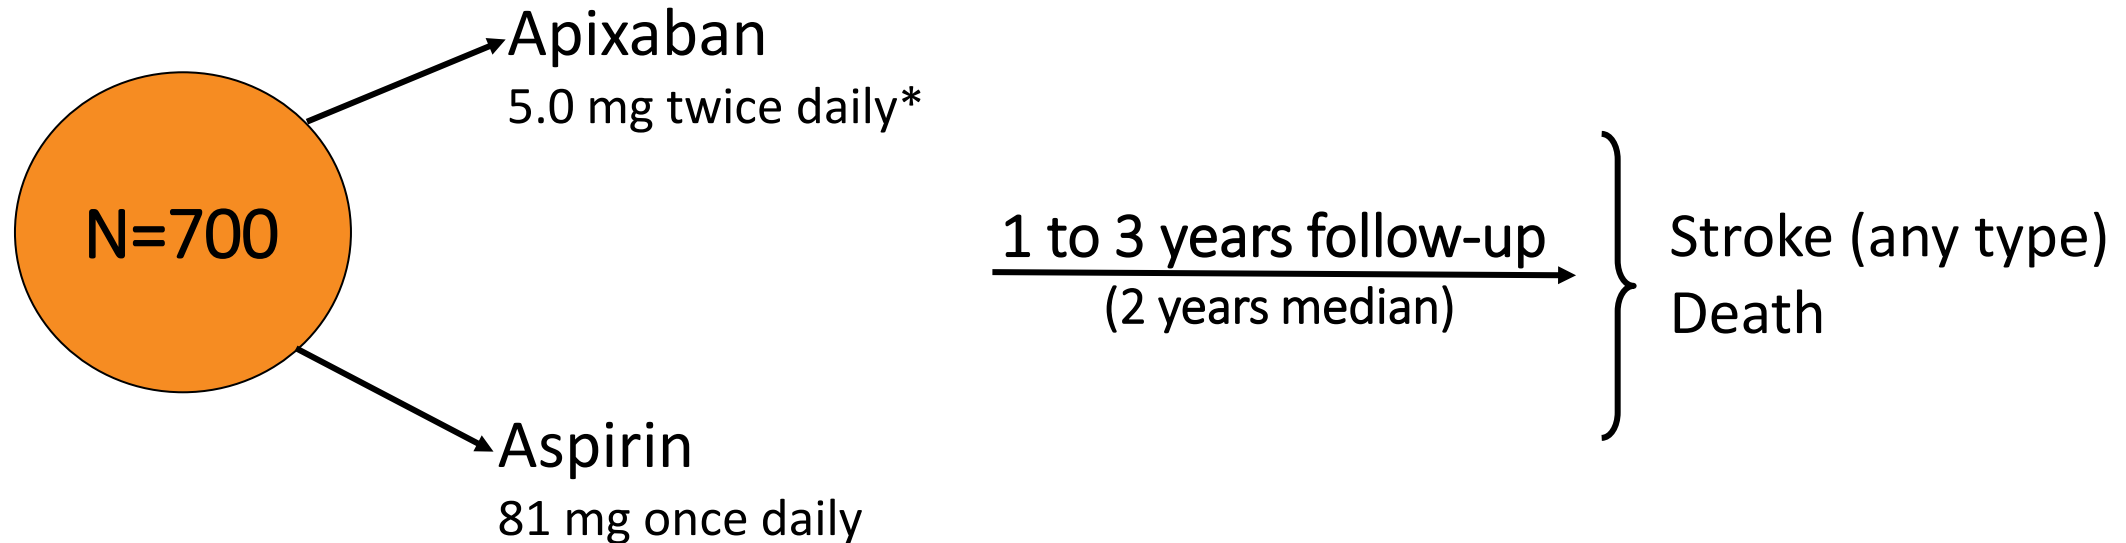 Apixaban
5.0 mg twice daily*
N=700
1 to 3 years follow-up
(2 years median)
Stroke (any type)
Death
Aspirin
81 mg once daily